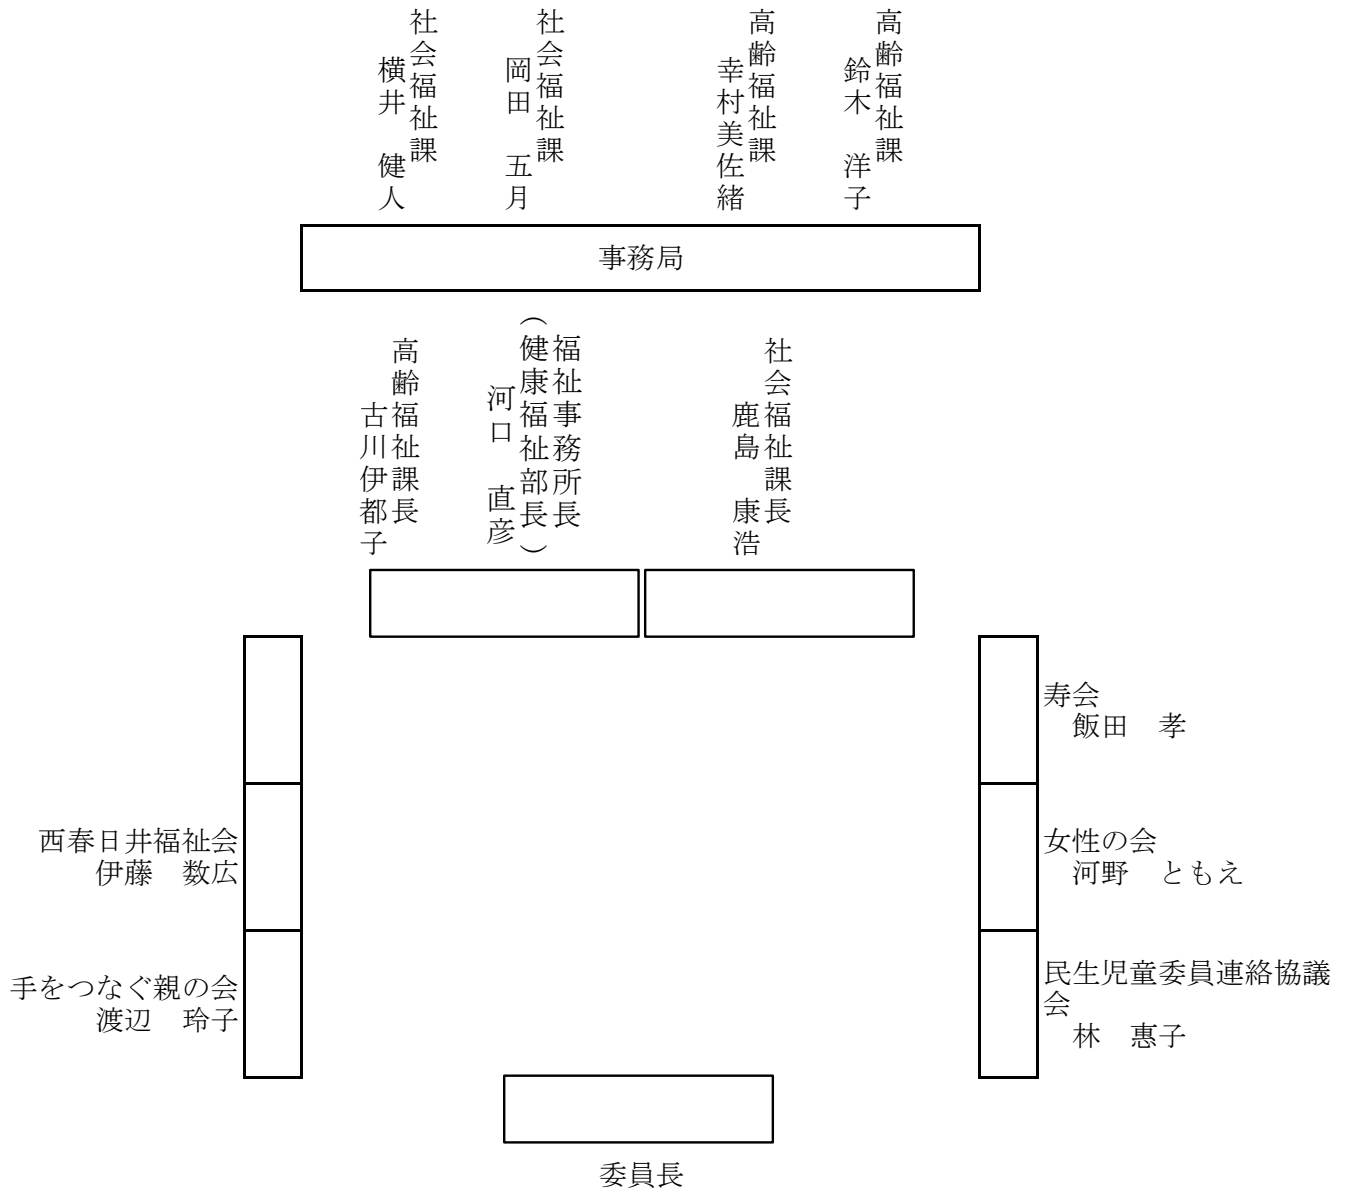 高齢福祉課
鈴木　洋子
高齢福祉課
幸村美佐緒
社会福祉課
岡田　五月
社会福祉課
横井　健人
事務局
社会福祉課長
鹿島　康浩
福祉事務所長
（健康福祉部長）
河口　直彦
高齢福祉課長
古川伊都子
寿会
飯田　孝
西春日井福祉会
伊藤　数広
女性の会
河野　ともえ
手をつなぐ親の会
渡辺　玲子
民生児童委員連絡協議
会
林　惠子
委員長